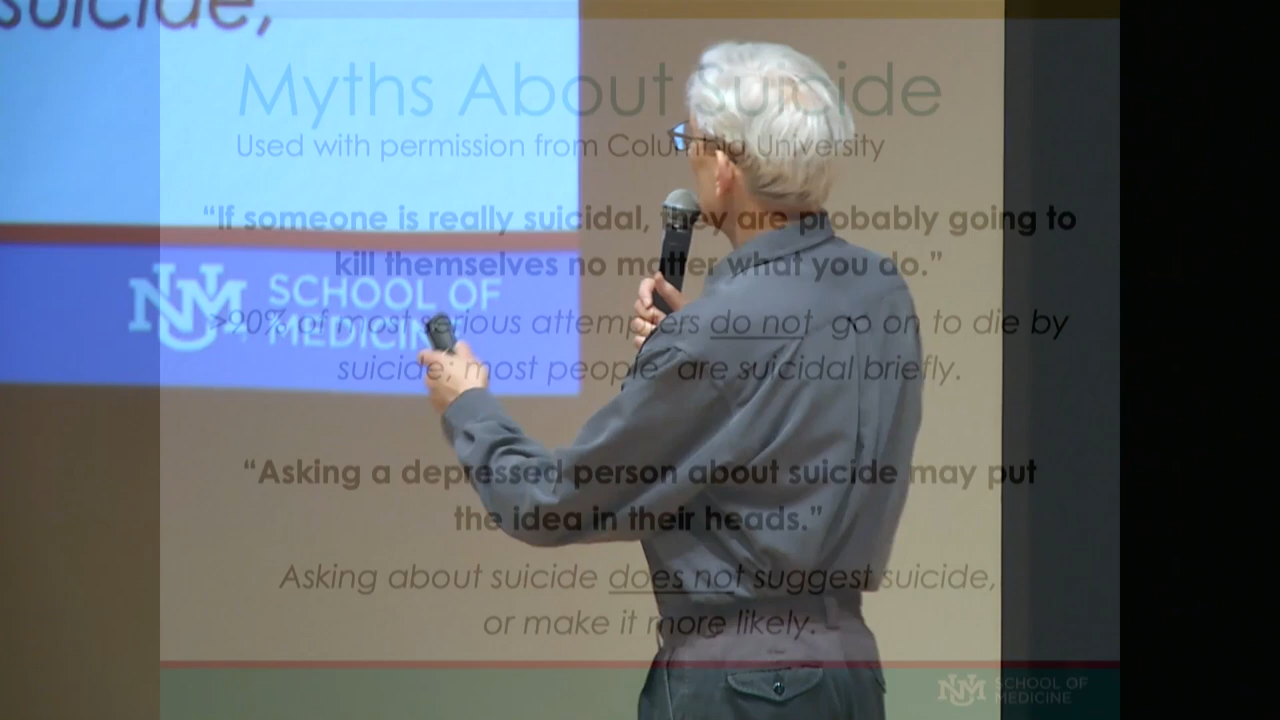 suicide,
Myths About Suicide
Used with permission from Columbia University
“If someone is really suicidal, they are probably going to
kill themselves no matter what you do.”
>90% of most serious attempters do not go on to die by
suicide; most people are suicidal briefly.
“Asking a depressed person about suicide may put
the idea in their heads.”
Asking about suicide does not suggest suicide,
or make it more likely.
UNM SCHOOL OF
MEDICINE
UNM SCHOOL OF
MEDICINE